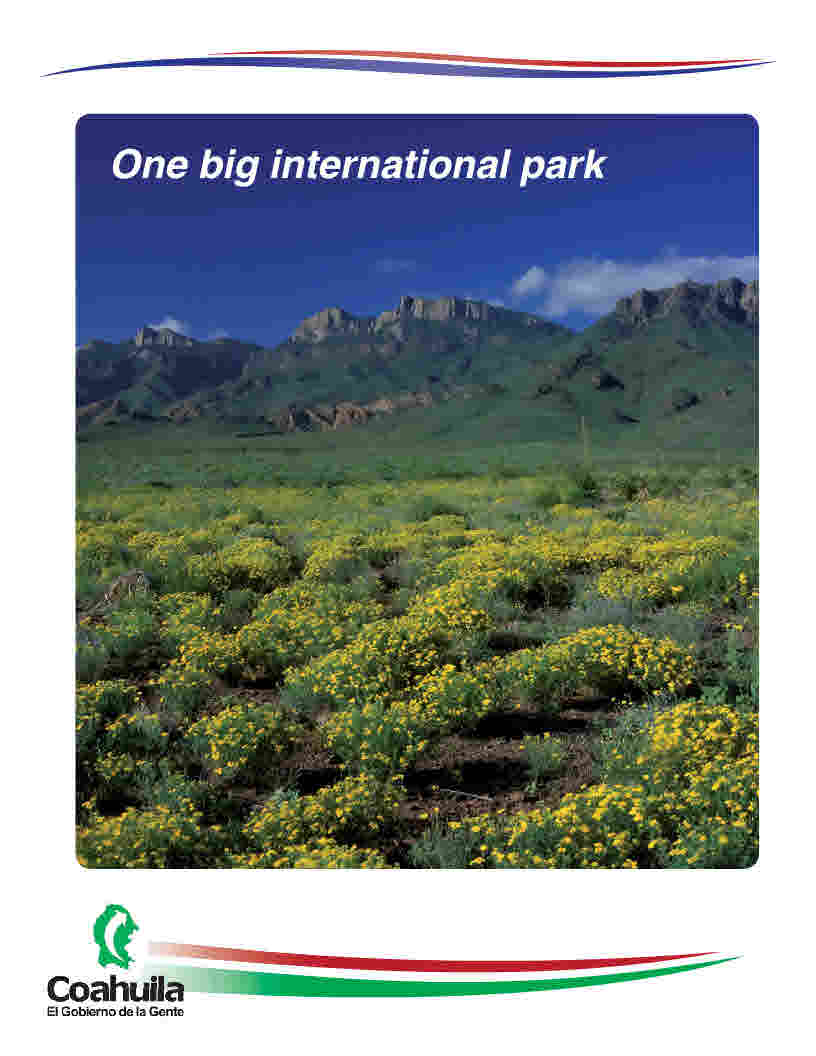 One big international park
Coahuila
El Gobierno de la Gente